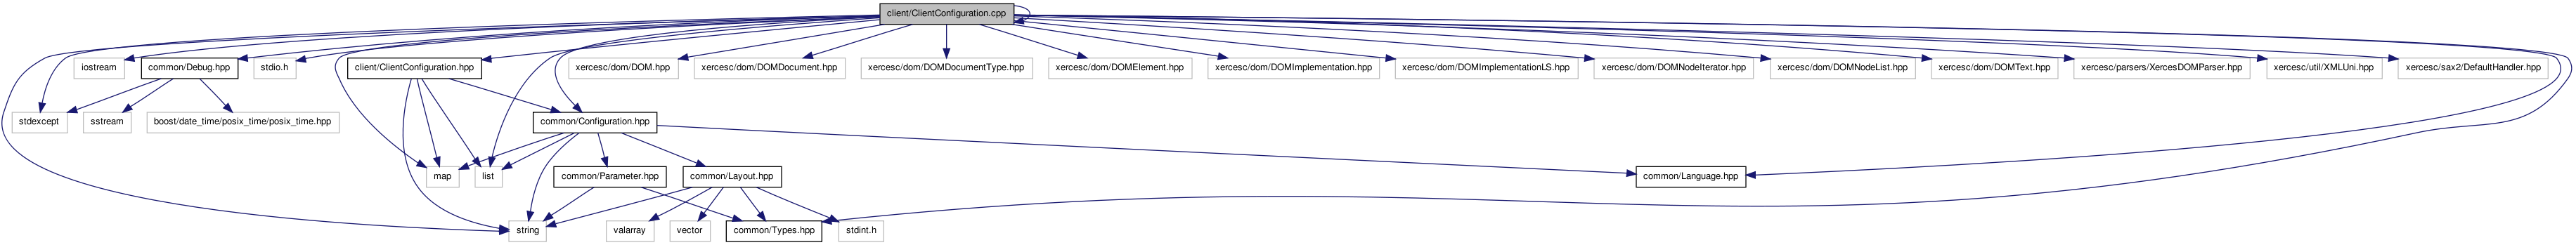 client/ClientConfiguration.cpp
iostream
common/Debug.hpp
stdio.h
client/ClientConfiguration.hpp
xercesc/dom/DOM.hpp
xercesc/dom/DOMDocument.hpp
xercesc/dom/DOMDocumentType.hpp
xercesc/dom/DOMElement.hpp
xercesc/dom/DOMImplementation.hpp
xercesc/dom/DOMImplementationLS.hpp
xercesc/dom/DOMNodeIterator.hpp
xercesc/dom/DOMNodeList.hpp
xercesc/dom/DOMText.hpp
xercesc/parsers/XercesDOMParser.hpp
xercesc/util/XMLUni.hpp
xercesc/sax2/DefaultHandler.hpp
stdexcept
sstream
boost/date_time/posix_time/posix_time.hpp
common/Configuration.hpp
map
list
common/Parameter.hpp
common/Layout.hpp
common/Language.hpp
string
valarray
vector
common/Types.hpp
stdint.h